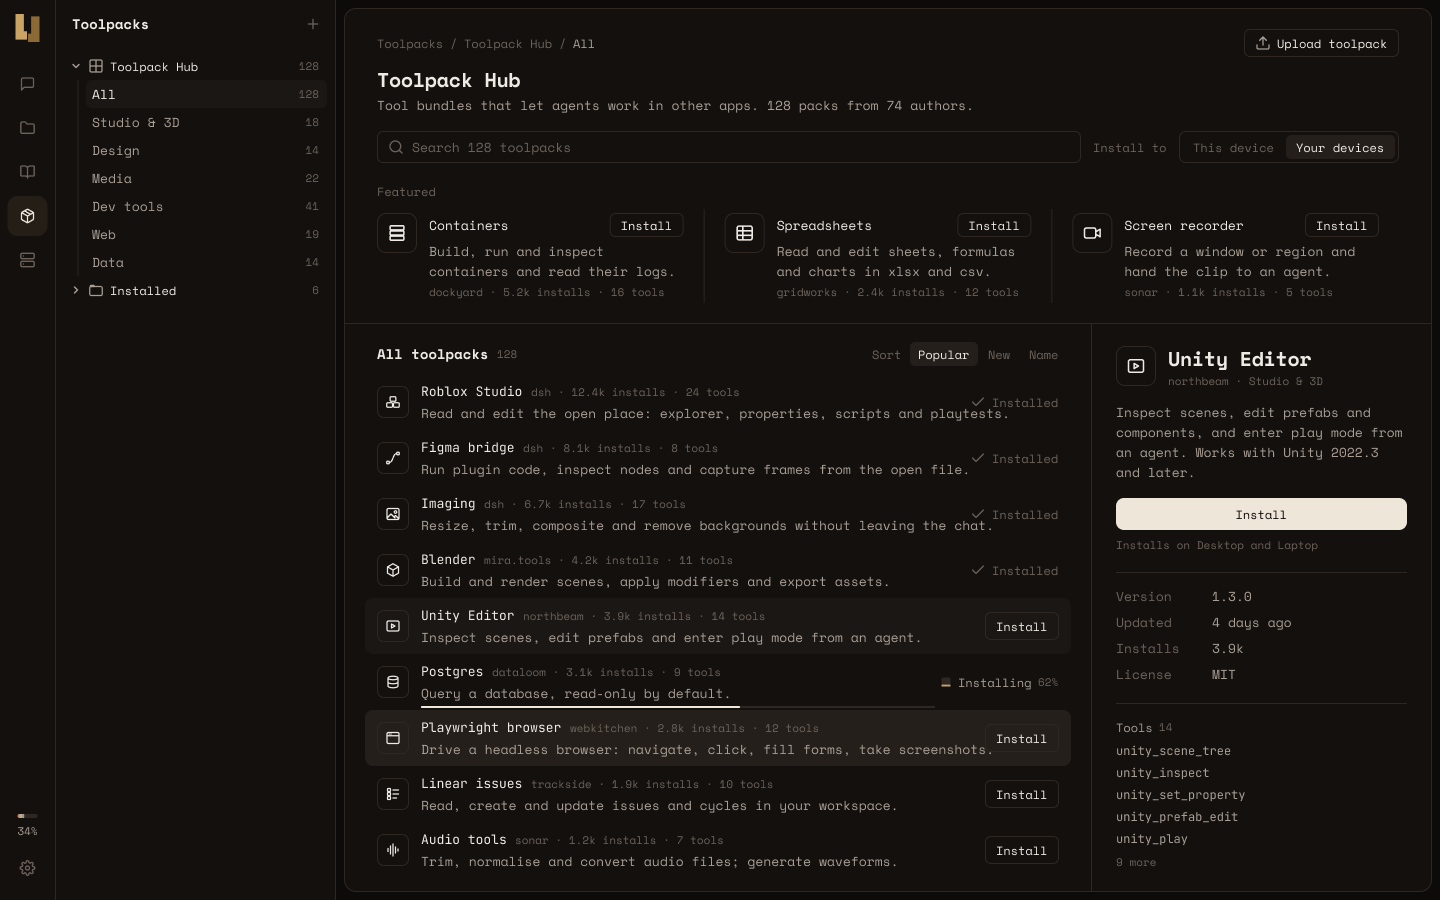 Toolpacks
Toolpack Hub 128
All 128
Studio & 3D 18
Design 14
Media 22
Dev tools 41
Web 19
Data 14
Installed 6
34%
Toolpacks / Toolpack Hub / All
Upload toolpack
Toolpack Hub
Tool bundles that let agents work in other apps. 128 packs from 74 authors.
Search 128 toolpacks
Install to
This device
Your devices
Featured
Containers
Install
Build, run and inspect
containers and read their logs.
dockyard · 5.2k installs · 16 tools
Spreadsheets
Install
Read and edit sheets, formulas
and charts in xlsx and csv.
gridworks · 2.4k installs · 12 tools
Screen recorder
Install
Record a window or region and
hand the clip to an agent.
sonar · 1.1k installs · 5 tools
All toolpacks 128
Sort Popular New Name
Roblox Studio dsh · 12.4k installs · 24 tools
Read and edit the open place: explorer, properties, scripts and playtests.
Installed
Figma bridge dsh · 8.1k installs · 8 tools
Run plugin code, inspect nodes and capture frames from the open file.
Installed
Imaging dsh · 6.7k installs · 17 tools
Resize, trim, composite and remove backgrounds without leaving the chat.
Installed
Blender mira.tools · 4.2k installs · 11 tools
Build and render scenes, apply modifiers and export assets.
Installed
Unity Editor northbeam · 3.9k installs · 14 tools
Inspect scenes, edit prefabs and enter play mode from an agent.
Install
Postgres dataloom · 3.1k installs · 9 tools
Query a database, read-only by default.
Installing 62%
Playwright browser webkitchen · 2.8k installs · 12 tools
Drive a headless browser: navigate, click, fill forms, take screenshots.
Install
Linear issues trackside · 1.9k installs · 10 tools
Read, create and update issues and cycles in your workspace.
Install
Audio tools sonar · 1.2k installs · 7 tools
Trim, normalise and convert audio files; generate waveforms.
Install
Unity Editor
northbeam · Studio & 3D
Inspect scenes, edit prefabs and
components, and enter play mode from
an agent. Works with Unity 2022.3
and later.
Install
Installs on Desktop and Laptop
Version 1.3.0
Updated 4 days ago
Installs 3.9k
License MIT
Tools 14
unity_scene_tree
unity_inspect
unity_set_property
unity_prefab_edit
unity_play
9 more